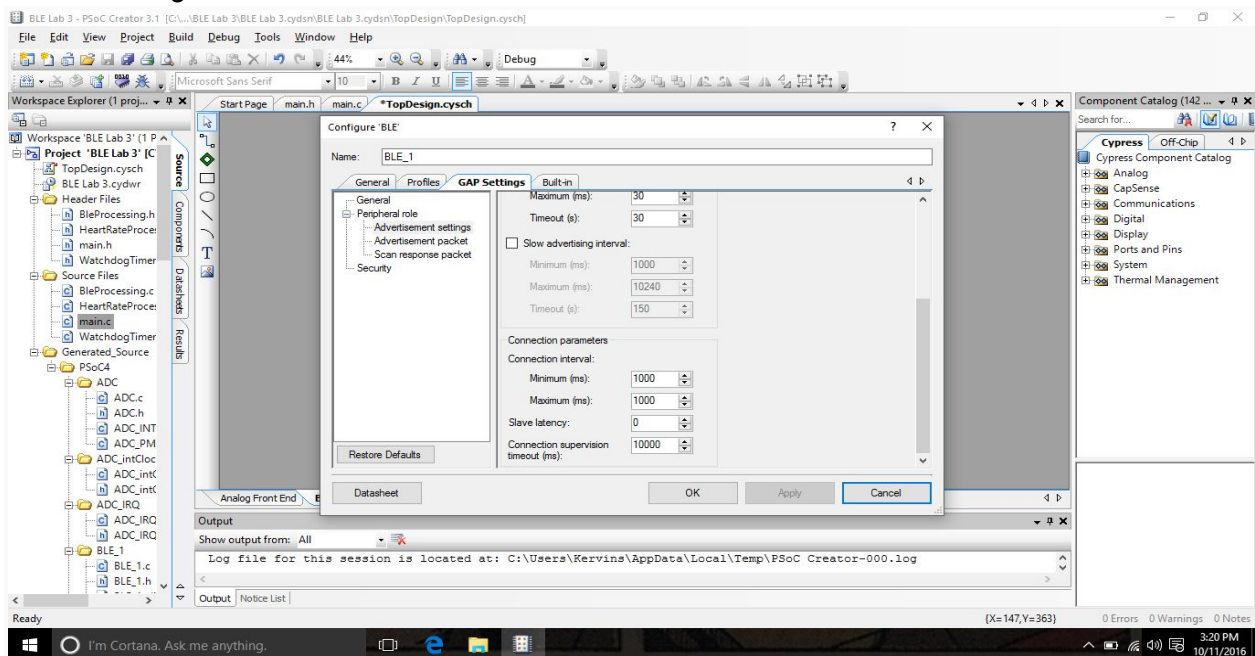 BLE Lab 3 - PSoC Creator 3.1 [C:\...\BLE Lab 3\BLE Lab 3.cydsn\BLE Lab 3.cydsn\TopDesign\TopDesign.cysch]
File Edit View Project Build Debug Tools Window Help
44% Debug
Microsoft Sans Serif 10 B I U A
Workspace Explorer (1 proj...
Start Page main.h main.c *TopDesign.cysch
Component Catalog (142 ...
Search for...
Cypress Off-Chip
Cypress Component Catalog
Analog
CapSense
Communications
Digital
Display
Ports and Pins
System
Thermal Management
Workspace 'BLE Lab 3' (1 P
Project 'BLE Lab 3' [C
TopDesign.cysch
BLE Lab 3.cydwr
Header Files
BleProcessing.h
HeartRateProces
main.h
WatchdogTimer
Source Files
BleProcessing.c
HeartRateProces
main.c
WatchdogTimer
Generated_Source
PSoC4
ADC
ADC.c
ADC.h
ADC_INT
ADC_PM
ADC_intCloc
ADC_intC
ADC_intC
ADC_IRQ
ADC_IRQ
ADC_IRQ
BLE_1
BLE_1.c
BLE_1.h
Source
Components
Datasheets
Results
T
Configure 'BLE' ? X
Name: BLE_1
General Profiles GAP Settings Built-in
General
Peripheral role
Advertisement settings
Advertisement packet
Scan response packet
Security
Restore Defaults
Maximum (ms): 30
Timeout (s): 30
Slow advertising interval:
Minimum (ms): 1000
Maximum (ms): 10240
Timeout (s): 150
Connection parameters
Connection interval:
Minimum (ms): 1000
Maximum (ms): 1000
Slave latency: 0
Connection supervision timeout (ms): 10000
Datasheet OK Apply Cancel
Analog Front End
Output
Show output from: All
Log file for this session is located at: C:\Users\Kervins\AppData\Local\Temp\PSoC Creator-000.log
Output Notice List
Ready {X=147,Y=363} 0 Errors 0 Warnings 0 Notes
I'm Cortana. Ask me anything.
3:20 PM
10/11/2016